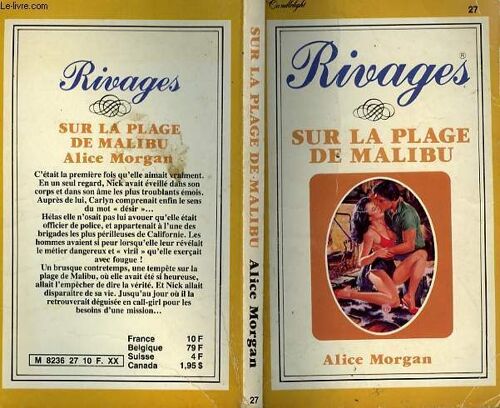 Le-livre.com
Rivages
SUR LA PLAGE
DE MALIBU
Alice Morgan
C'était la première fois qu'elle aimait vraiment.
En un seul regard, Nick avait éveillé dans son
corps et dans son âme les plus troublants émois.
Auprès de lui, Carlyn comprenait enfin le sens
du mot « désir »...
Hélas elle n'osait pas lui avouer qu'elle était
officier de police, et appartenait à l'une des
brigades les plus périlleuses de Californie. Les
hommes avaient si peur lorsqu'elle leur révélait
le métier dangereux et « viril » qu'elle exerçait
avec fougue !
Un brusque contretemps, une tempête sur la
plage de Malibu, où elle avait été si heureuse,
allait l'empêcher de dire la vérité. Et Nick allait
disparaître de sa vie. Jusqu'au jour où il la
retrouverait déguisée en call-girl pour les
besoins d'une mission...
France 10 F
Belgique 79 F
Suisse 4 F
Canada 1,95 $
M 8236 27 10 F. XX
SUR LA PLAGE DE MALIBU Alice Morgan
27
Candlelight
27
Rivages®
SUR LA PLAGE
DE MALIBU
Alice Morgan